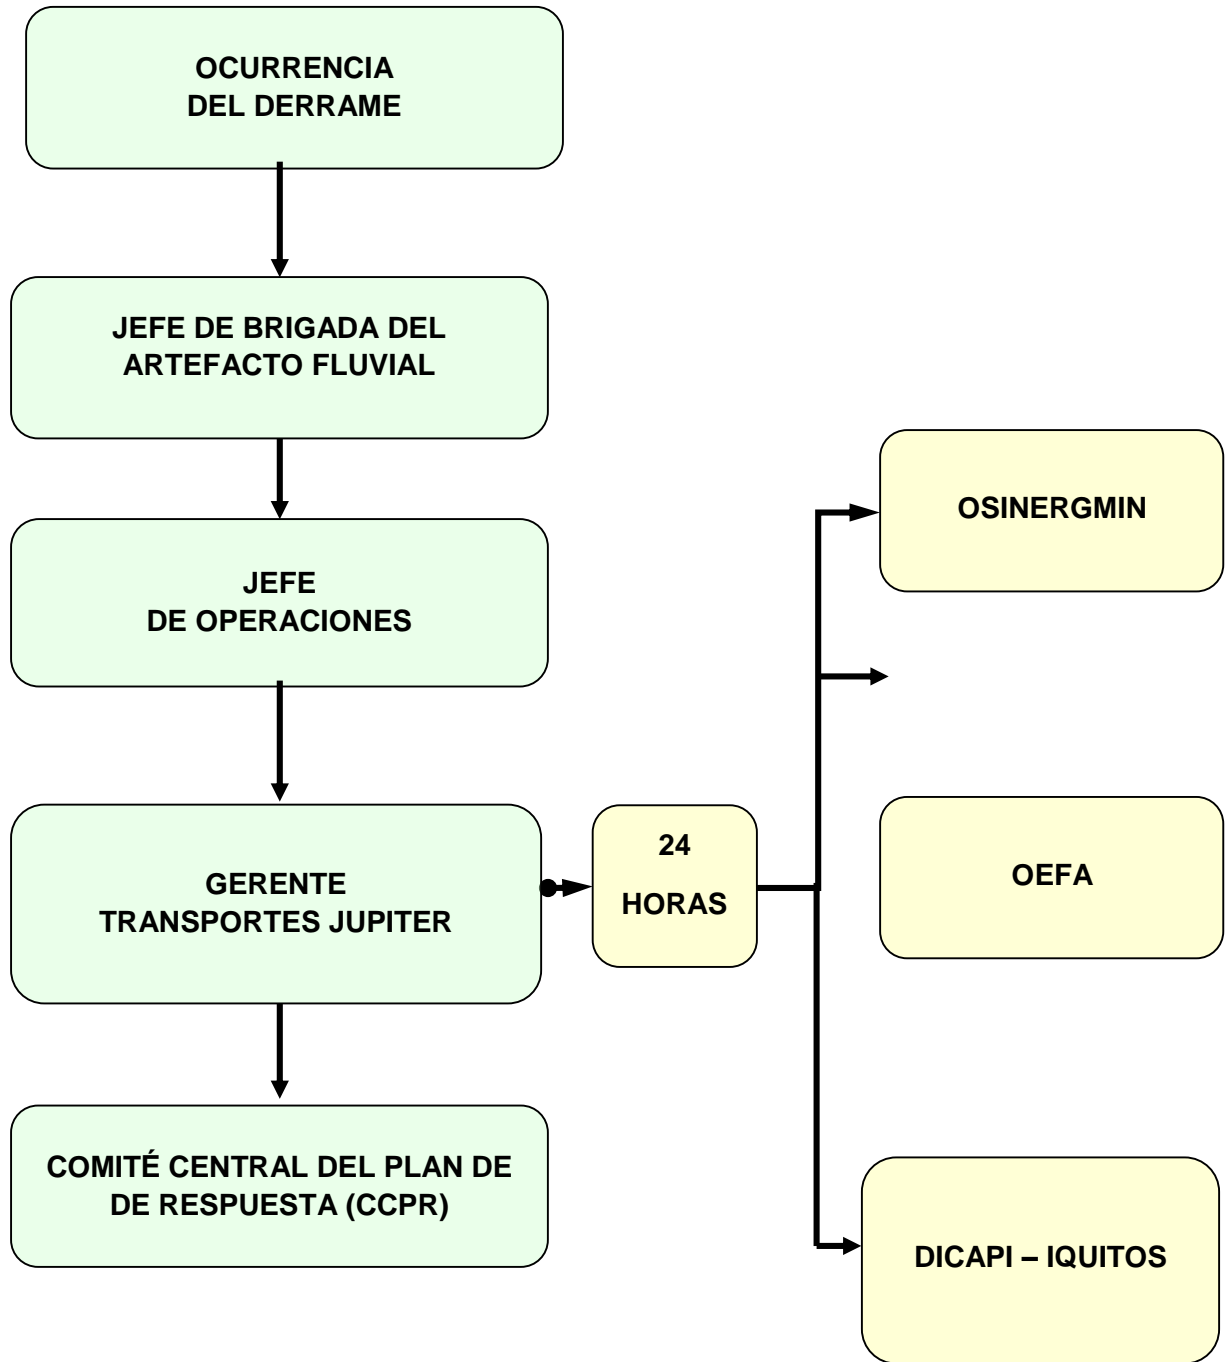 OCURRENCIA
DEL DERRAME
JEFE DE BRIGADA DEL
ARTEFACTO FLUVIAL
JEFE
DE OPERACIONES
GERENTE
TRANSPORTES JUPITER
COMITÉ CENTRAL DEL PLAN DE
DE RESPUESTA (CCPR)
24
HORAS
OSINERGMIN
OEFA
DICAPI – IQUITOS